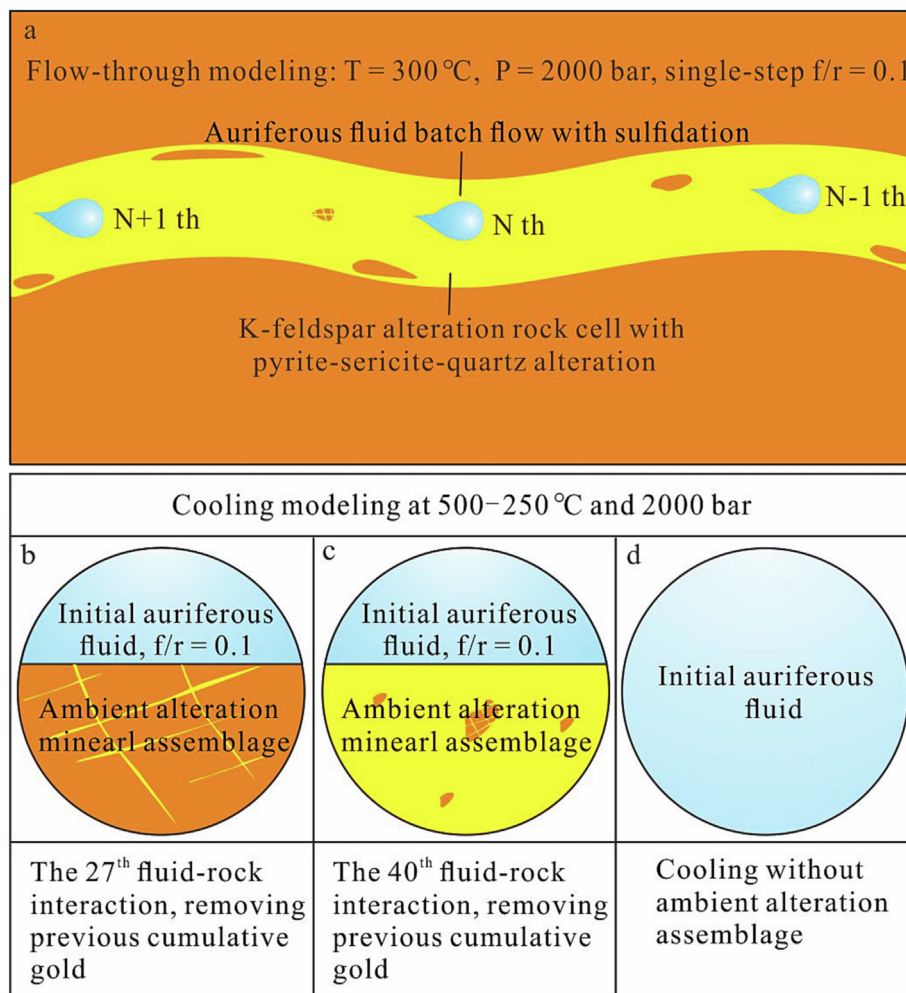 a
Flow-through modeling: T = 300℃, P = 2000 bar, single-step f/r = 0.1
Auriferous fluid batch flow with sulfidation
N+1 th
N th
N-1 th
K-feldspar alteration rock cell with
pyrite-sericite-quartz alteration
Cooling modeling at 500−250℃ and 2000 bar
b
Initial auriferous
fluid, f/r = 0.1
Ambient alteration
minearl assemblage
The 27th fluid-rock
interaction, removing
previous cumulative
gold
c
Initial auriferous
fluid, f/r = 0.1
Ambient alteration
minearl assemblage
The 40th fluid-rock
interaction, removing
previous cumulative
gold
d
Initial auriferous
fluid
Cooling without
ambient alteration
assemblage